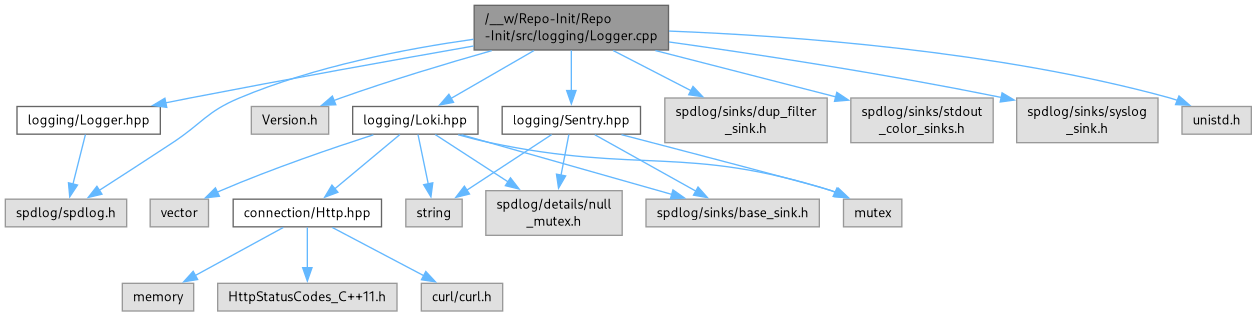 /__w/Repo-Init/Repo
-Init/src/logging/Logger.cpp
logging/Logger.hpp
Version.h
logging/Loki.hpp
logging/Sentry.hpp
spdlog/sinks/dup_filter
_sink.h
spdlog/sinks/stdout
_color_sinks.h
spdlog/sinks/syslog
_sink.h
unistd.h
spdlog/spdlog.h
vector
connection/Http.hpp
string
spdlog/details/null
_mutex.h
spdlog/sinks/base_sink.h
mutex
memory
HttpStatusCodes_C++11.h
curl/curl.h